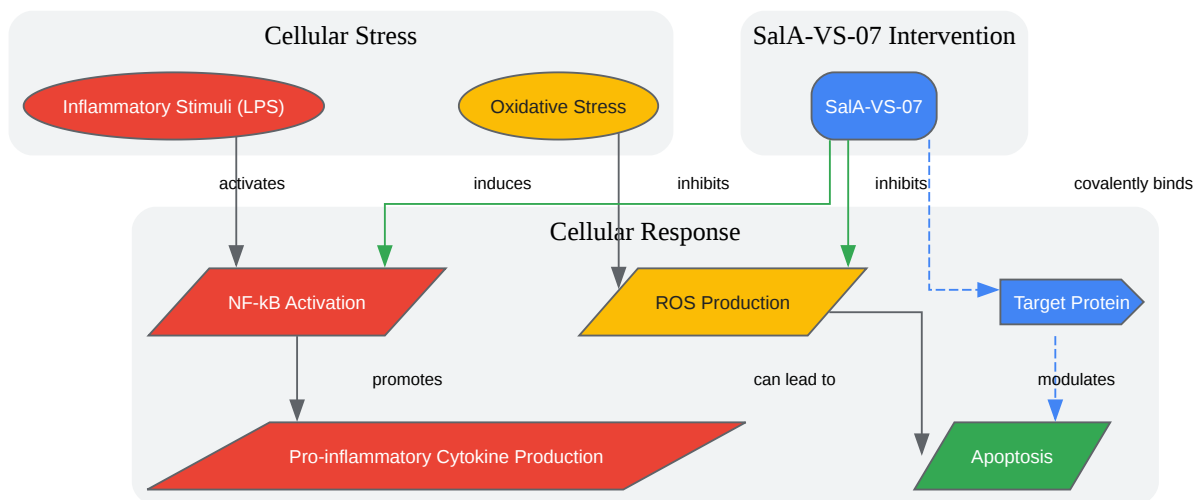 Cellular Stress
SalA-VS-07 Intervention
Inflammatory Stimuli (LPS)
Oxidative Stress
SalA-VS-07
activates
induces
inhibits
inhibits
covalently binds
Cellular Response
NF-kB Activation
ROS Production
Target Protein
promotes
can lead to
modulates
Pro-inflammatory Cytokine Production
Apoptosis